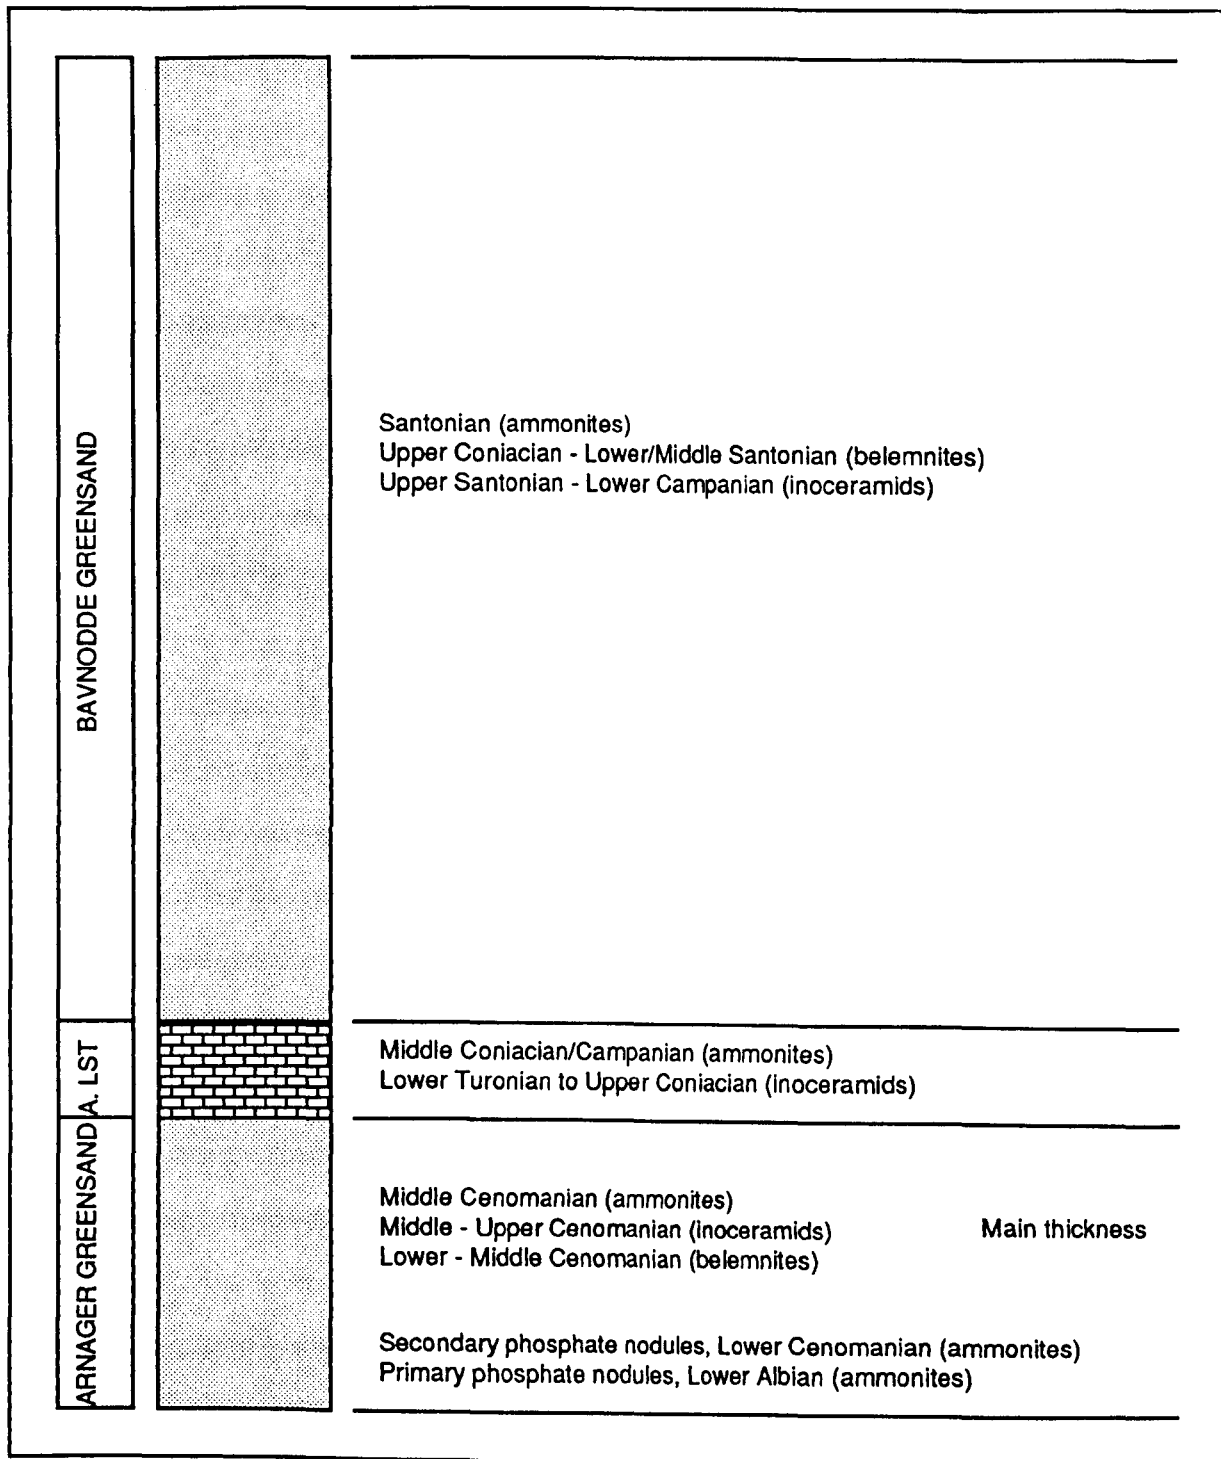 BAVNODDE GREENSAND
Santonian (ammonites)
Upper Coniacian - Lower/Middle Santonian (belemnites)
Upper Santonian - Lower Campanian (inoceramids)
A. LST
Middle Coniacian/Campanian (ammonites)
Lower Turonian to Upper Coniacian (inoceramids)
ARNAGER GREENSAND
Middle Cenomanian (ammonites)
Middle - Upper Cenomanian (inoceramids) Main thickness
Lower - Middle Cenomanian (belemnites)
Secondary phosphate nodules, Lower Cenomanian (ammonites)
Primary phosphate nodules, Lower Albian (ammonites)